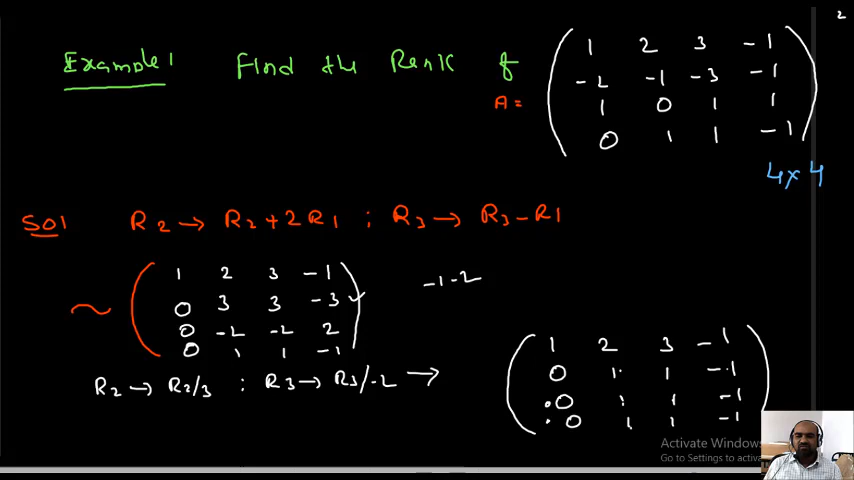 2
Example 1 Find the Rank of
A =
1 2 3 -1
-2 -1 -3 -1
1 0 1 1
0 1 1 -1
4×4
Sol R2 → R2 + 2R1 ; R3 → R3 - R1
~
1 2 3 -1
0 3 3 -3
0 -2 -2 2
0 1 1 -1
-1-2
R2 → R2/3 : R3 → R3/-2 →
1 2 3 -1
0 1 1 -1
0 1 1 -1
0 1 1 -1
Activate Windows
Go to Settings to activa